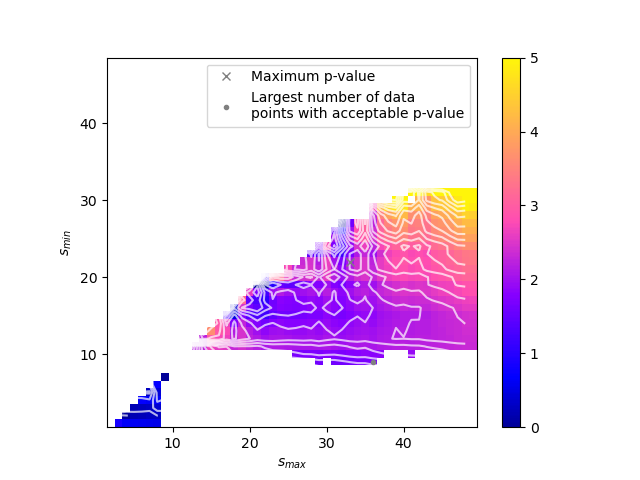 Maximum p-value
Largest number of data
points with acceptable p-value
40
30
20
10
s_min
10
20
30
40
s_max
5
4
3
2
1
0